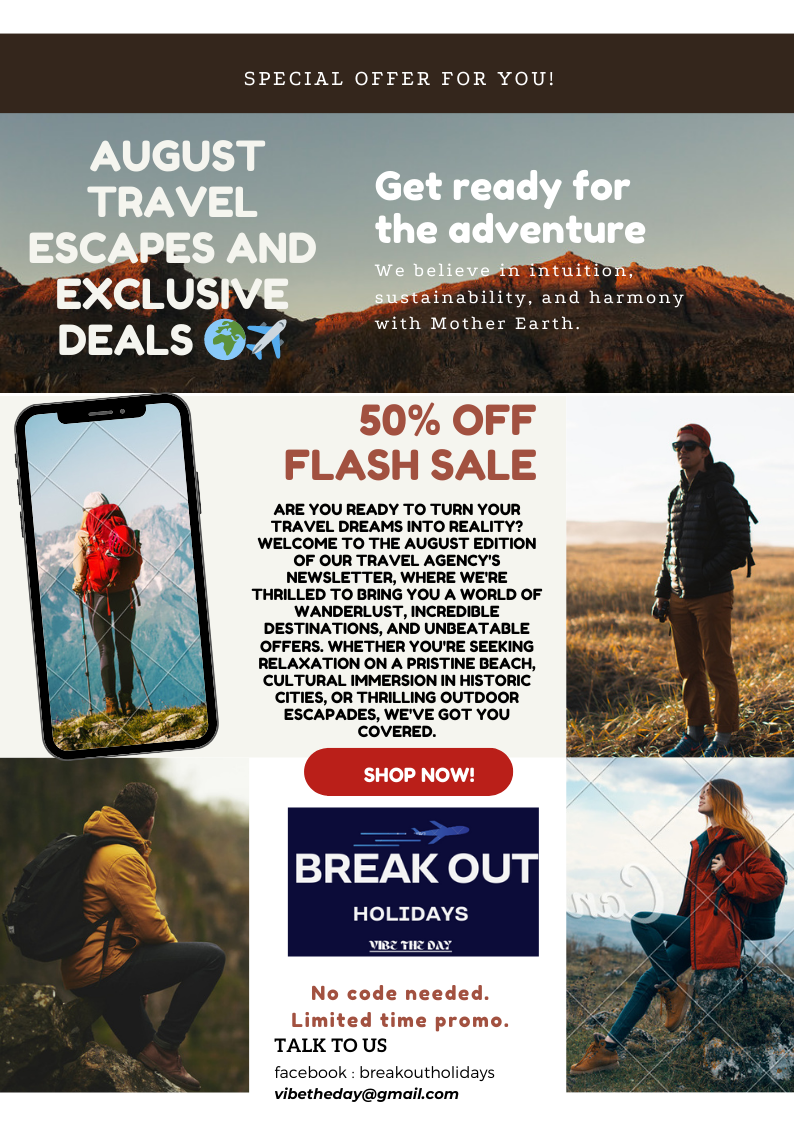 SPECIAL OFFER FOR YOU!
AUGUST
TRAVEL
ESCAPES AND
EXCLUSIVE
DEALS 🌍✈️
Get ready for
the adventure
We believe in intuition,
sustainability, and harmony
with Mother Earth.
50% OFF
FLASH SALE
ARE YOU READY TO TURN YOUR
TRAVEL DREAMS INTO REALITY?
WELCOME TO THE AUGUST EDITION
OF OUR TRAVEL AGENCY'S
NEWSLETTER, WHERE WE'RE
THRILLED TO BRING YOU A WORLD OF
WANDERLUST, INCREDIBLE
DESTINATIONS, AND UNBEATABLE
OFFERS. WHETHER YOU'RE SEEKING
RELAXATION ON A PRISTINE BEACH,
CULTURAL IMMERSION IN HISTORIC
CITIES, OR THRILLING OUTDOOR
ESCAPADES, WE'VE GOT YOU
COVERED.
SHOP NOW!
BREAK OUT
HOLIDAYS
VIBE THE DAY
No code needed.
Limited time promo.
TALK TO US
facebook : breakoutholidays
vibetheday@gmail.com